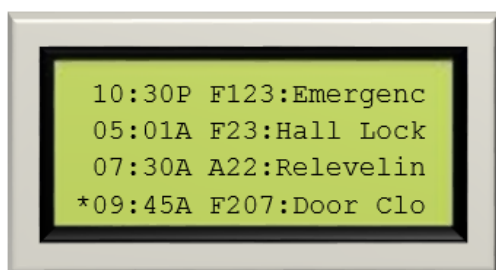 10:30P F123:Emergenc
05:01A F23:Hall Lock
07:30A A22:Relevelin
*09:45A F207:Door Clo